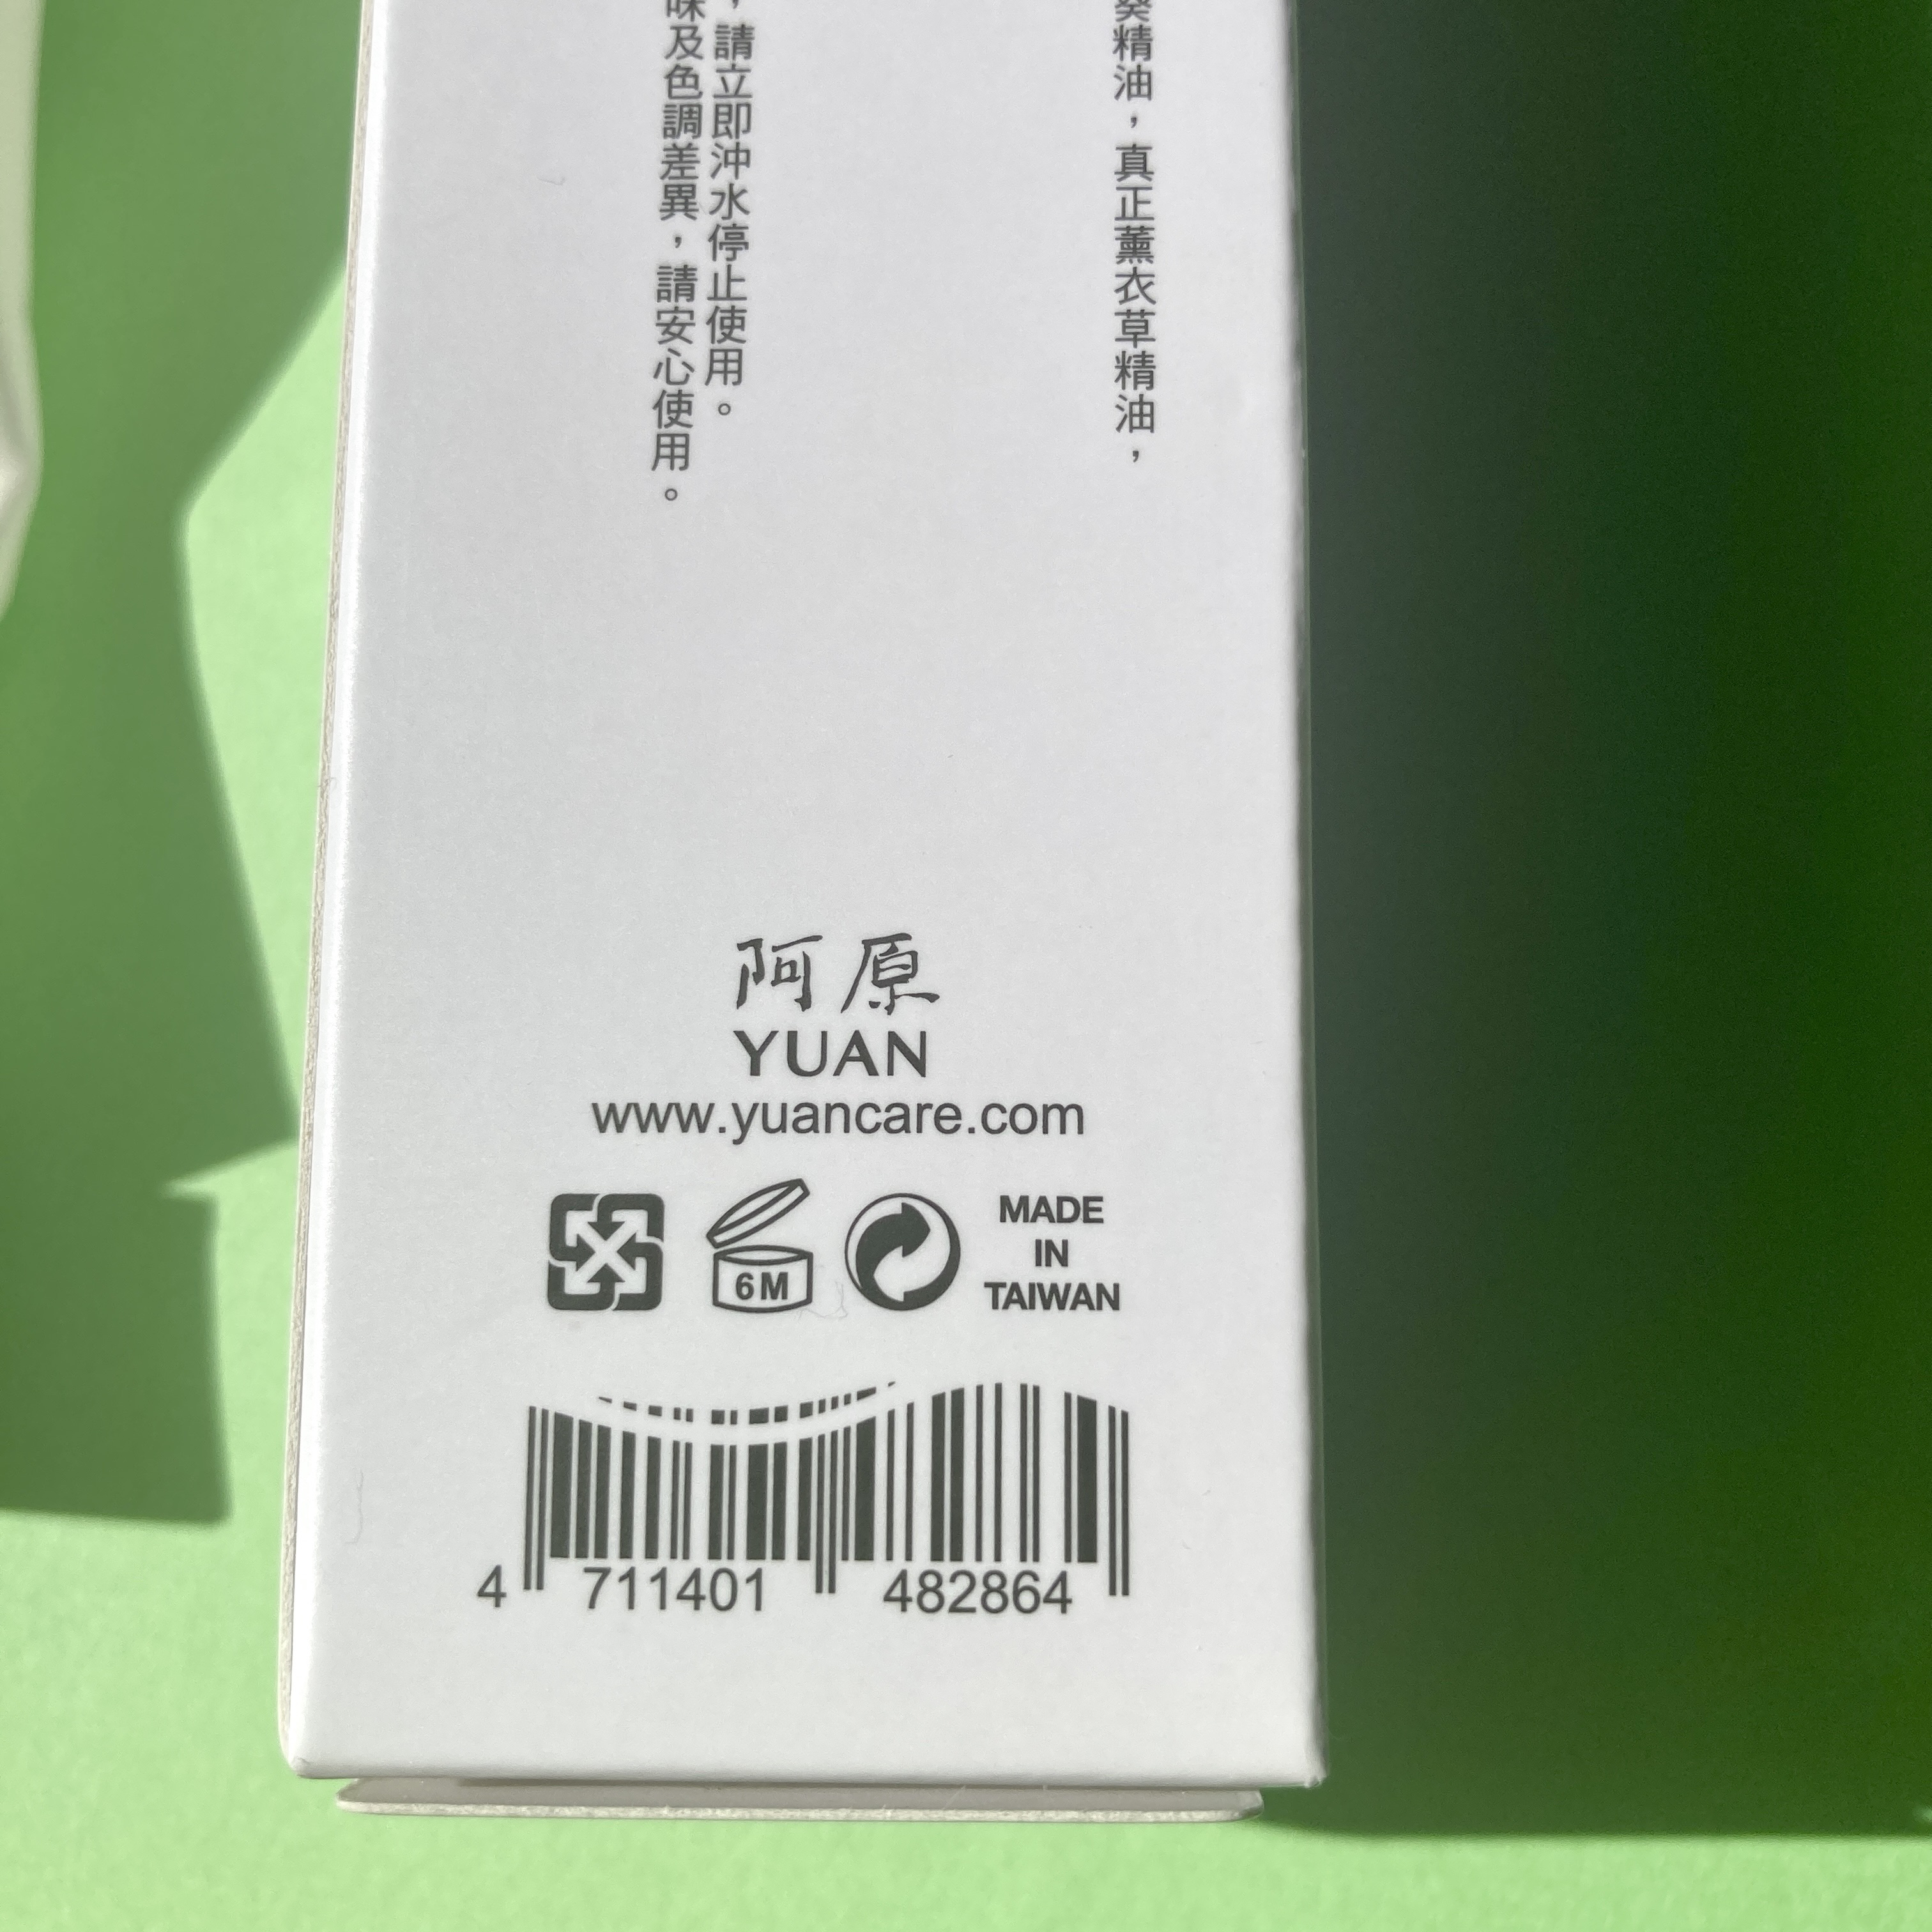 葵精油，真正薰衣草精油，
，請立即沖水停止使用。
味及色調差異，請安心使用。
阿原
YUAN
www.yuancare.com
6M
MADE
IN
TAIWAN
4 711401 482864